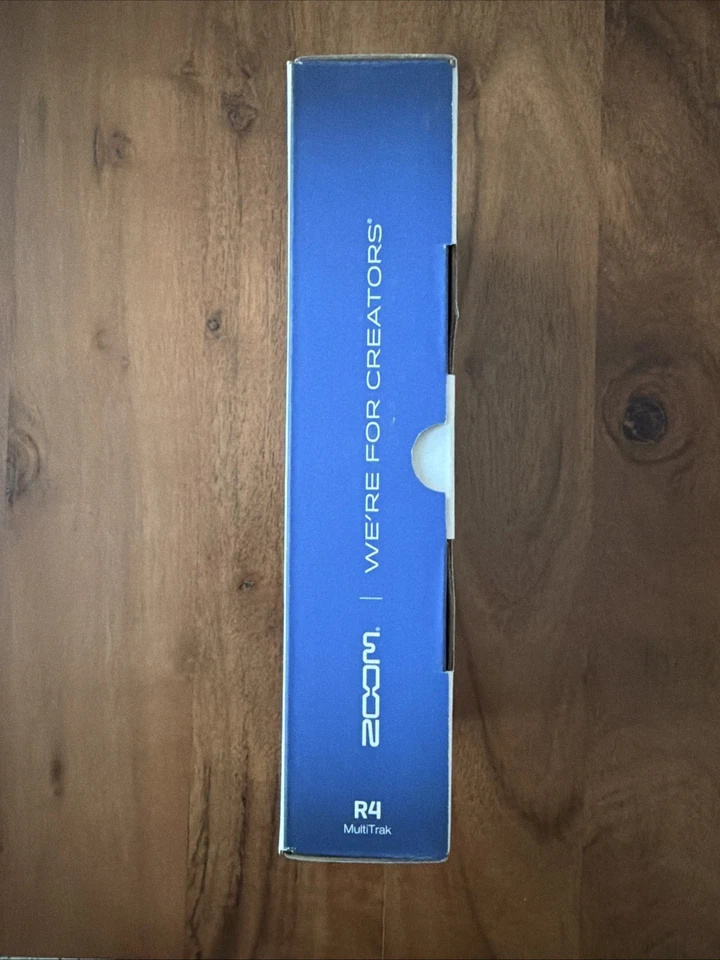 ZOOM® | WE'RE FOR CREATORS®
R4
MultiTrak